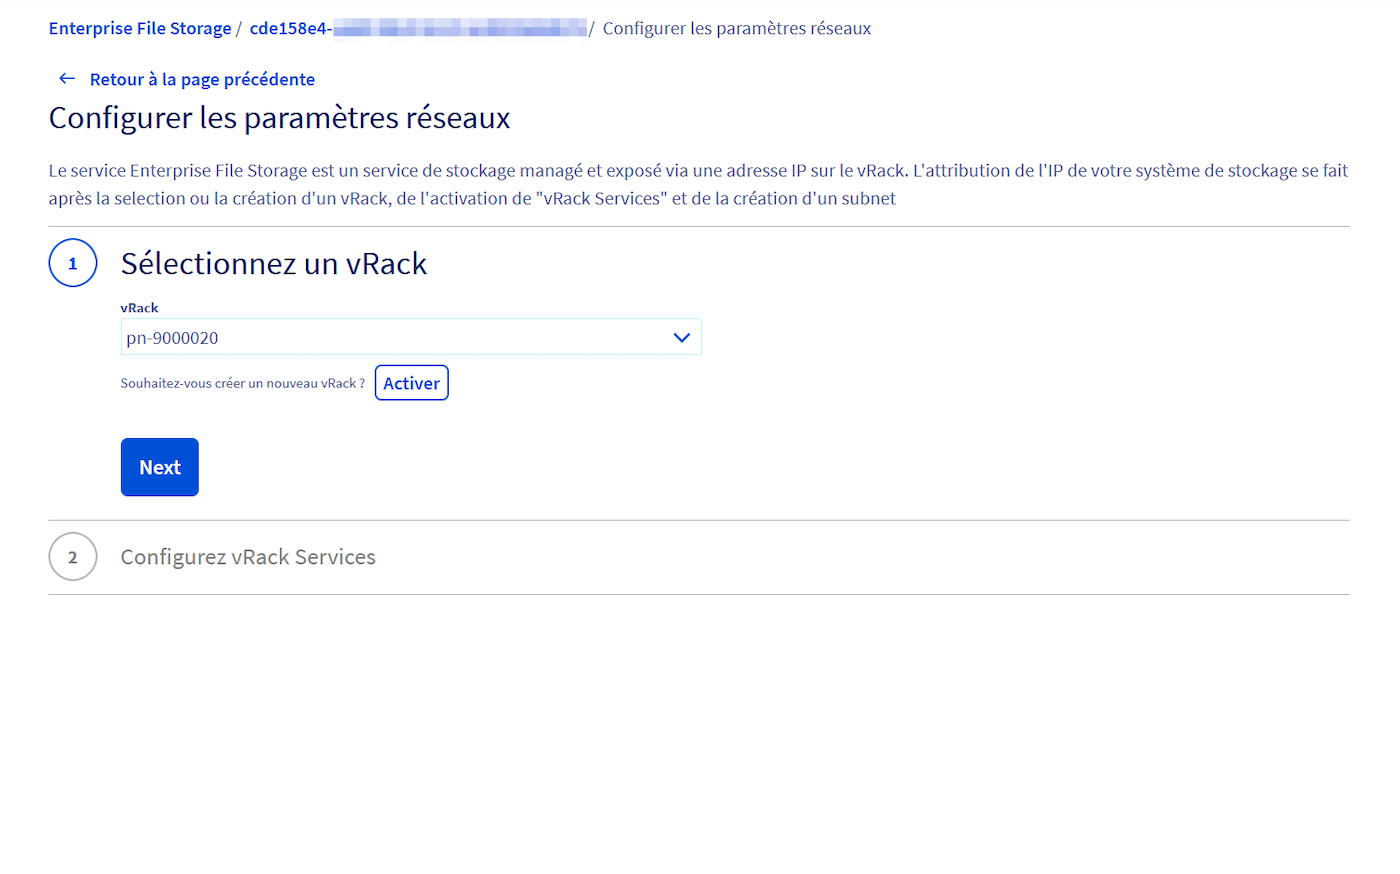 Enterprise File Storage / cde158e4- / Configurer les paramètres réseaux
← Retour à la page précédente
Configurer les paramètres réseaux
Le service Enterprise File Storage est un service de stockage managé et exposé via une adresse IP sur le vRack. L'attribution de l'IP de votre système de stockage se fait
après la selection ou la création d'un vRack, de l'activation de "vRack Services" et de la création d'un subnet
1 Sélectionnez un vRack
vRack
pn-9000020
Souhaitez-vous créer un nouveau vRack ? Activer
Next
2 Configurez vRack Services